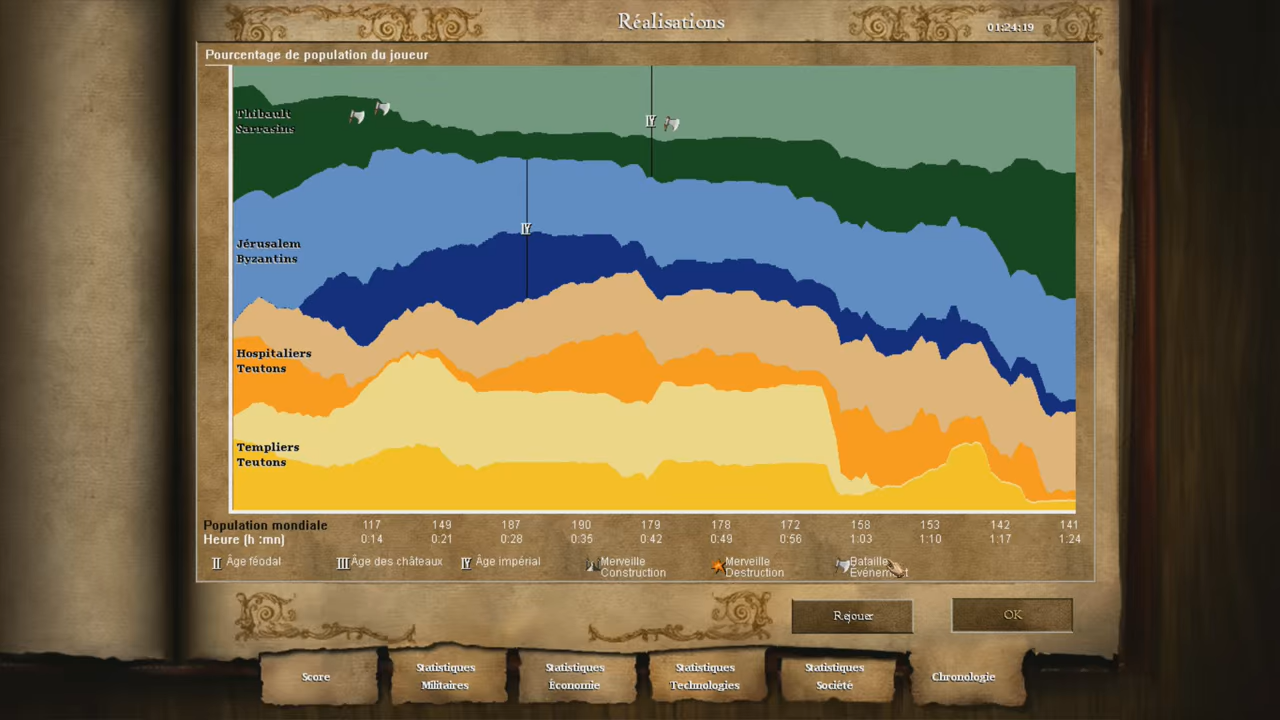 Réalisations
01:24:19
Pourcentage de population du joueur
Thibault
Sarrasins
IV
Jérusalem
Byzantins
IV
Hospitaliers
Teutons
Templiers
Teutons
Population mondiale 117 149 187 190 179 178 172 158 153 142 141
Heure (h :mn) 0:14 0:21 0:28 0:35 0:42 0:49 0:56 1:03 1:10 1:17 1:24
II Âge féodal III Âge des châteaux IV Âge impérial Merveille Construction Merveille Destruction Bataille Événement
Rejouer OK
Score Statistiques Militaires Statistiques Économie Statistiques Technologies Statistiques Société Chronologie